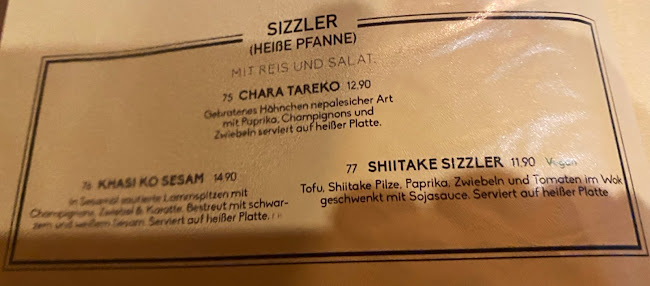 SIZZLER
(HEIßE PFANNE)
MIT REIS UND SALAT.
75 CHARA TAREKO 12.90
Gebratenes Hähnchen nepalesicher Art
mit Paprika, Champignons und
Zwiebeln serviert auf heißer Platte.
76 KHASI KO SESAM 14.90
in Sesamöl sautierte Lammspitzen mit
Champignons, Zwiebel & Karotte. Bestreut mit schwar-
zem und weißem Sesam. Serviert auf heißer Platte.
77 SHIITAKE SIZZLER 11.90 Vegan
Tofu, Shiitake Pilze, Paprika, Zwiebeln und Tomaten im Wok
geschwenkt mit Sojasauce. Serviert auf heißer Platte